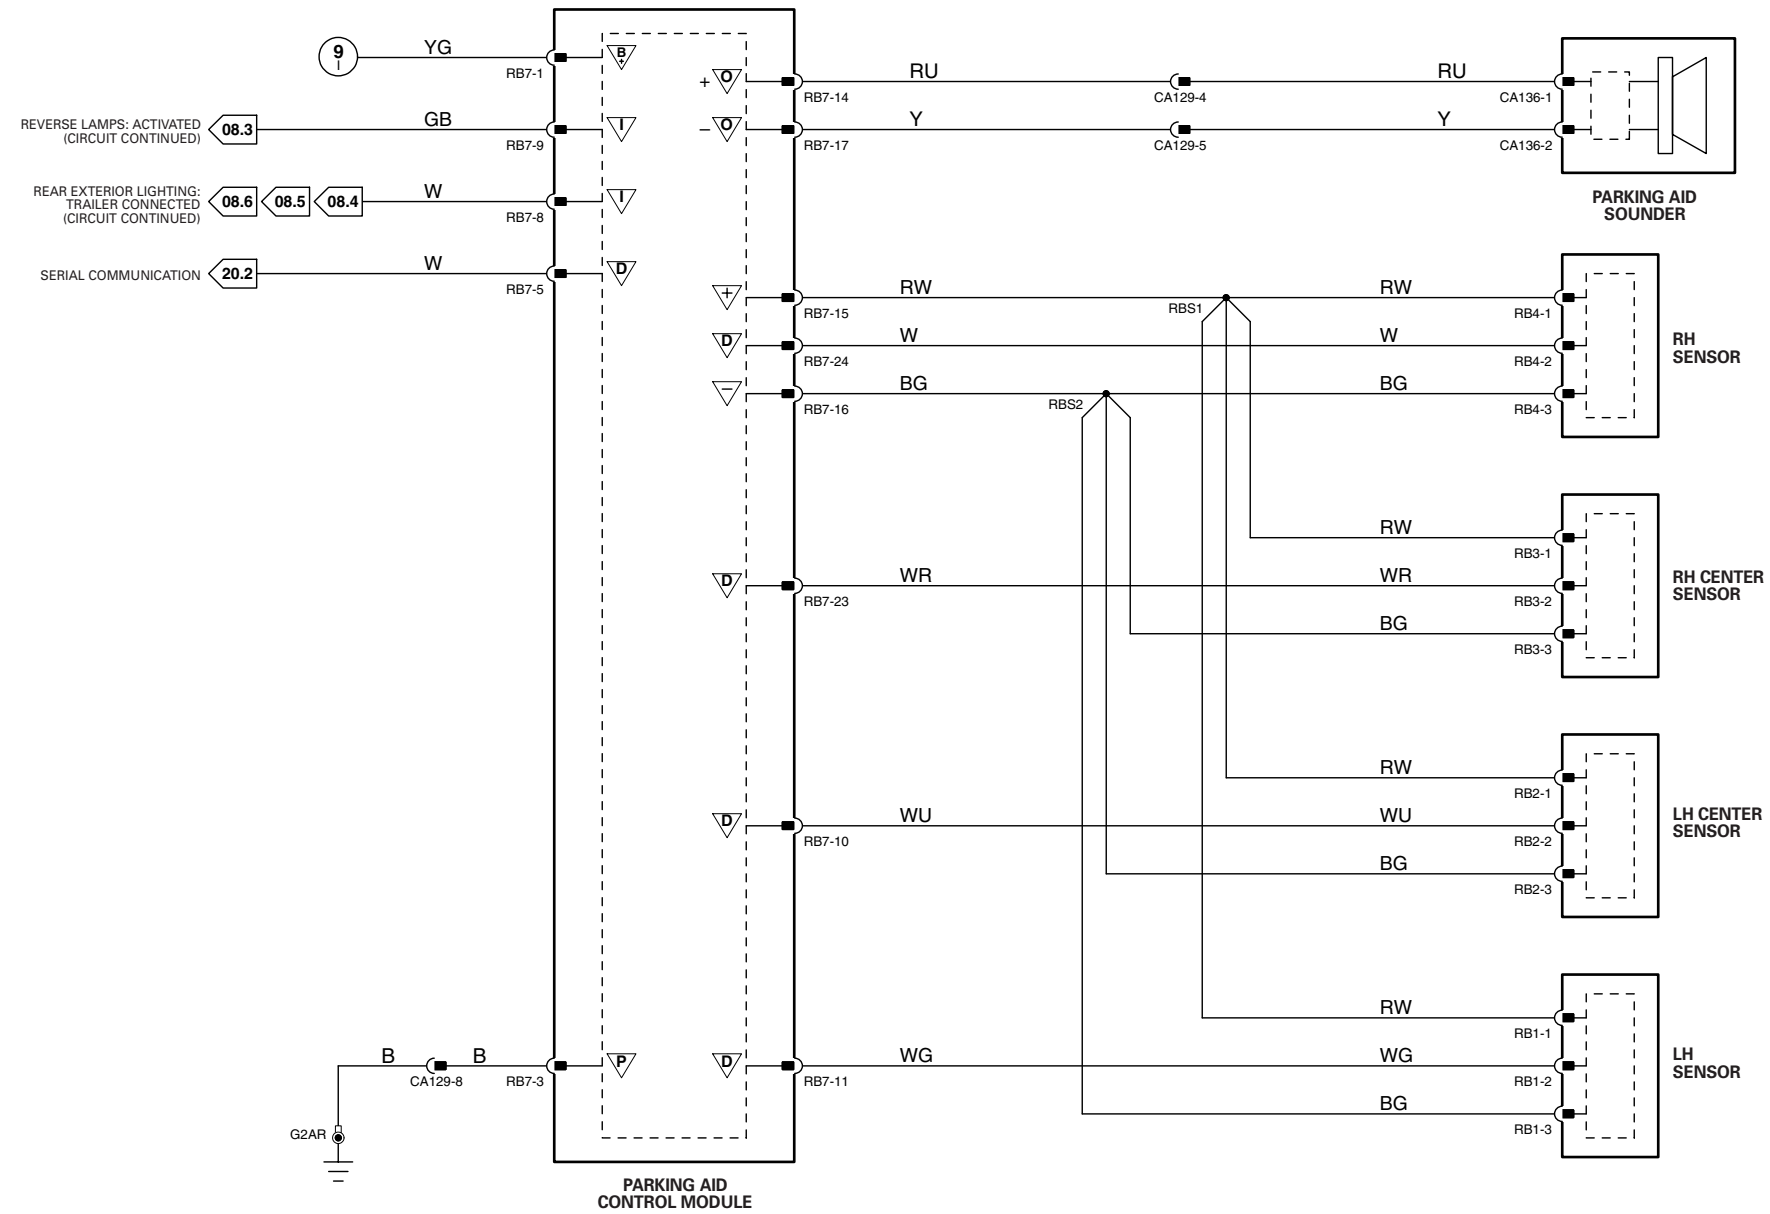 9
I
YG
RB7-1
B
+
REVERSE LAMPS: ACTIVATED
(CIRCUIT CONTINUED)
08.3
GB
RB7-9
I
REAR EXTERIOR LIGHTING:
TRAILER CONNECTED
(CIRCUIT CONTINUED)
08.6
08.5
08.4
W
RB7-8
I
SERIAL COMMUNICATION
20.2
W
RB7-5
D
B
CA129-8
B
RB7-3
P
G2AR
PARKING AID
CONTROL MODULE
+ O
RB7-14
RU
CA129-4
RU
CA136-1
– O
RB7-17
Y
CA129-5
Y
CA136-2
PARKING AID
SOUNDER
+
RB7-15
RW
RBS1
RW
RB4-1
D
RB7-24
W
W
RB4-2
–
RB7-16
BG
RBS2
BG
RB4-3
RH
SENSOR
RW
RB3-1
D
RB7-23
WR
WR
RB3-2
BG
RB3-3
RH CENTER
SENSOR
RW
RB2-1
D
RB7-10
WU
WU
RB2-2
BG
RB2-3
LH CENTER
SENSOR
RW
RB1-1
D
RB7-11
WG
WG
RB1-2
BG
RB1-3
LH
SENSOR